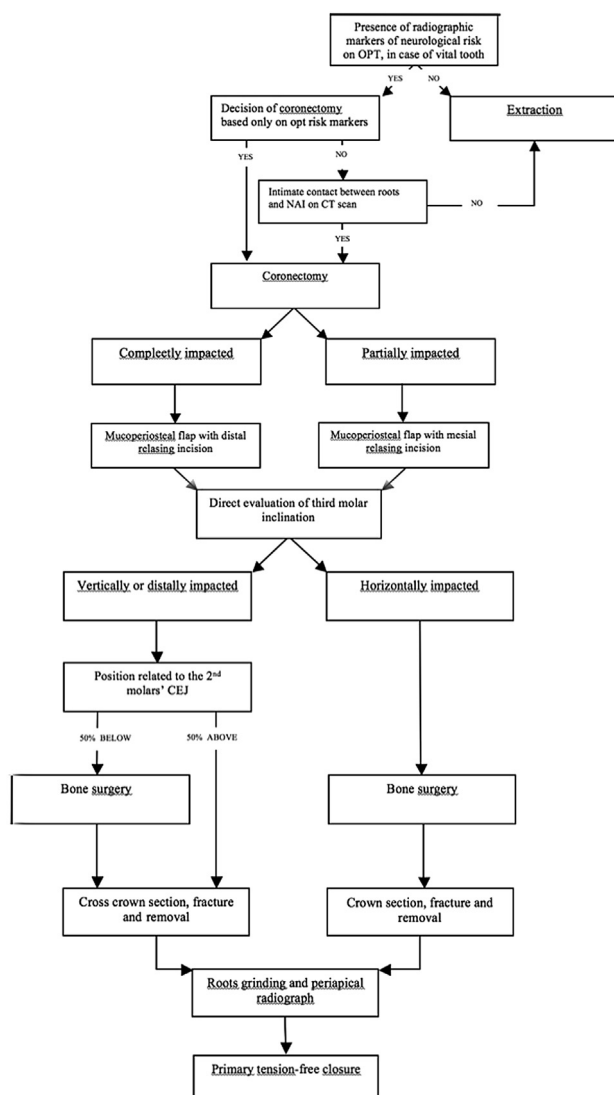 Presence of radiographic
markers of neurological risk
on OPT, in case of vital tooth
YES
NO
Decision of coronectomy
based only on opt risk markers
Extraction
YES
NO
Intimate contact between roots
and NAI on CT scan
NO
YES
Coronectomy
Compleetly impacted
Partially impacted
Mucoperiosteal flap with distal
relasing incision
Mucoperiosteal flap with mesial
relasing incision
Direct evaluation of third molar
inclination
Vertically or distally impacted
Horizontally impacted
Position related to the 2nd
molars' CEJ
50% BELOW
50% ABOVE
Bone surgery
Bone surgery
Cross crown section, fracture
and removal
Crown section, fracture and
removal
Roots grinding and periapical
radiograph
Primary tension-free closure